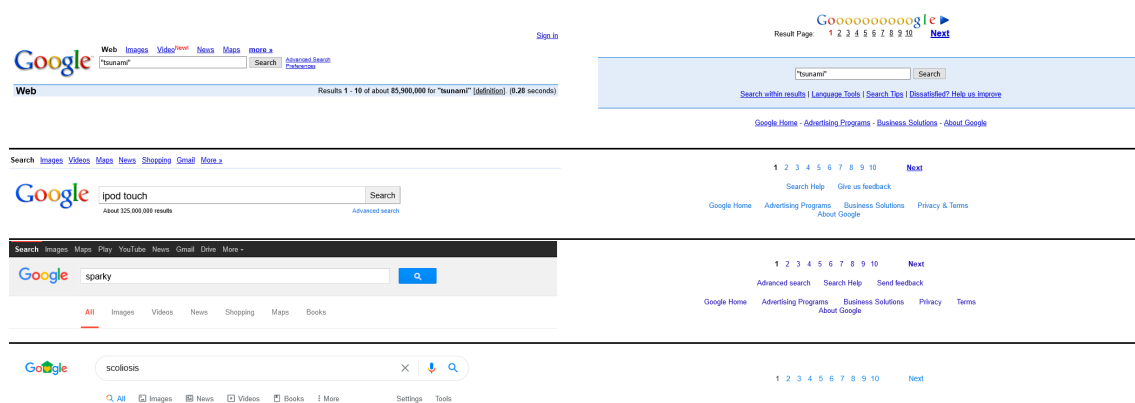 Sign in
Web Images Video New! News Maps more »
Google "tsunami" Search Advanced Search
Preferences
Web Results 1 - 10 of about 85,900,000 for "tsunami" [definition]. (0.28 seconds)
Goooooooooogle
Result Page: 1 2 3 4 5 6 7 8 9 10 Next
"tsunami" Search
Search within results | Language Tools | Search Tips | Dissatisfied? Help us improve
Google Home - Advertising Programs - Business Solutions - About Google
Search Images Videos Maps News Shopping Gmail More »
Google ipod touch Search
About 325,000,000 results Advanced search
1 2 3 4 5 6 7 8 9 10 Next
Search Help Give us feedback
Google Home Advertising Programs Business Solutions Privacy & Terms
About Google
Search Images Maps Play YouTube News Gmail Drive More
Google sparky
All Images Videos News Shopping Maps Books
1 2 3 4 5 6 7 8 9 10 Next
Advanced search Search Help Send feedback
Google Home Advertising Programs Business Solutions Privacy Terms
About Google
Google scoliosis
All Images News Videos Books More Settings Tools
1 2 3 4 5 6 7 8 9 10 Next